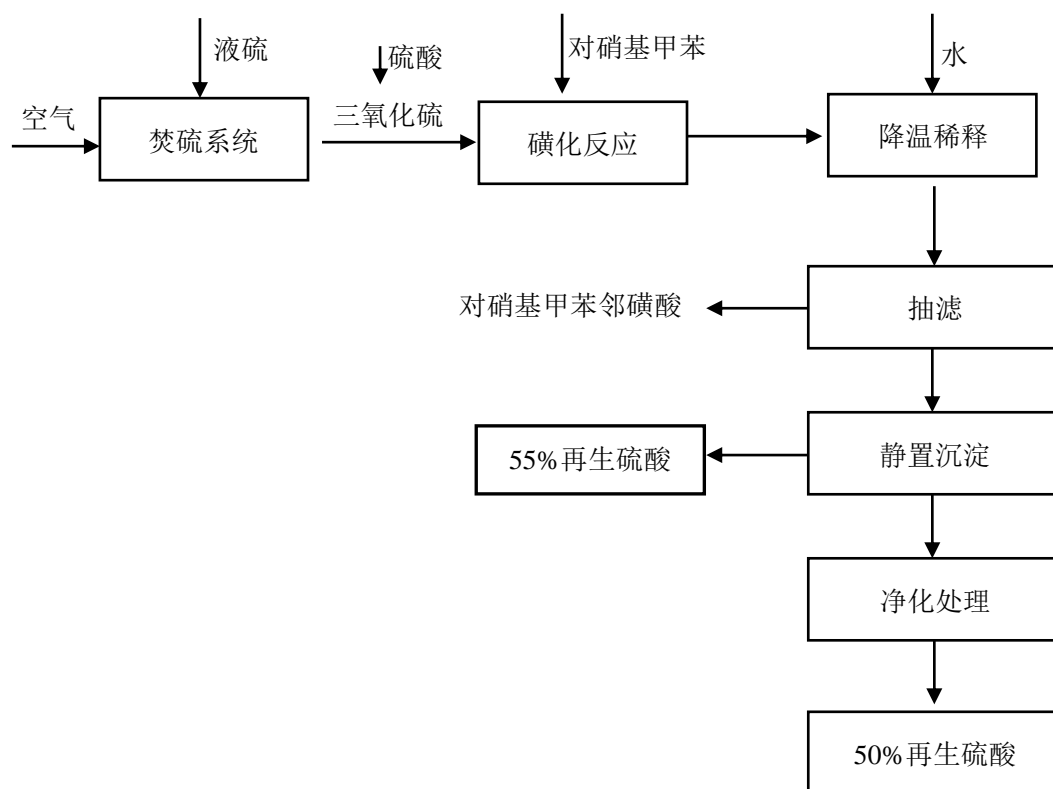 液硫
硫酸
对硝基甲苯
水
空气
焚硫系统
三氧化硫
磺化反应
降温稀释
对硝基甲苯邻磺酸
抽滤
55%再生硫酸
静置沉淀
净化处理
50%再生硫酸